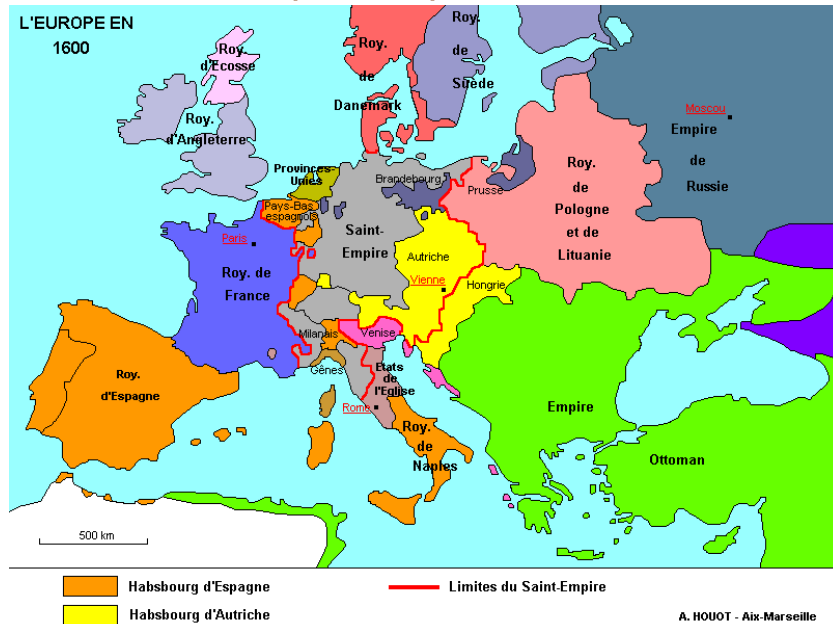 L'EUROPE EN
1600
Roy.
d'Ecosse
Roy.
d'Angleterre
Roy.
de
Danemark
Roy.
de
Suède
Moscou
Empire
de
Russie
Provinces-
Unies
Pays-Bas
espagnols
Brandebourg
Prusse
Roy.
de
Pologne
et de
Lituanie
Paris
Roy. de
France
Saint-
Empire
Autriche
Vienne
Hongrie
Milanais
Venise
Gênes
Etats
de
l'Eglise
Rome
Roy.
de
Naples
Roy.
d'Espagne
Empire
Ottoman
500 km
Habsbourg d'Espagne
Limites du Saint-Empire
Habsbourg d'Autriche
A. HOUOT - Aix-Marseille